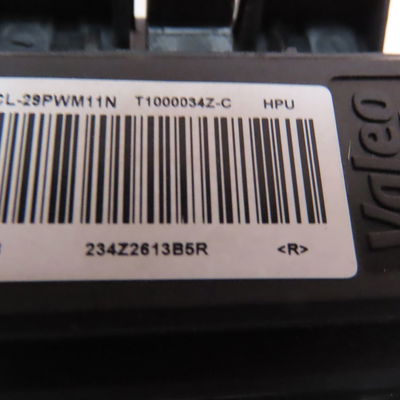 CL-29PWM11N T1000034Z-C HPU
234Z2613B5R <R>
Valeo